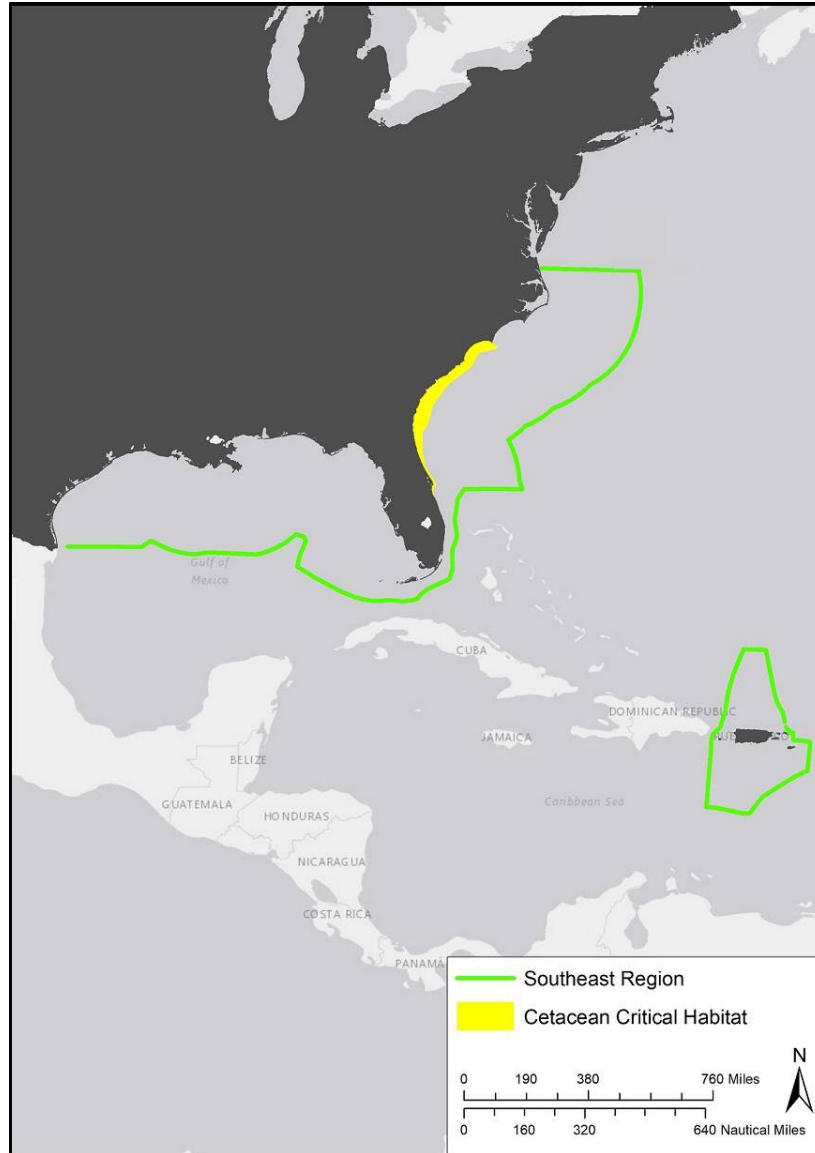 Gulf of
Mexico
CUBA
DOMINICAN REPUBLIC
JAMAICA
BELIZE
GUATEMALA
HONDURAS
Caribbean Sea
NICARAGUA
COSTA RICA
PANAMÁ
Southeast Region
Cetacean Critical Habitat
N
0 190 380 760 Miles
0 160 320 640 Nautical Miles